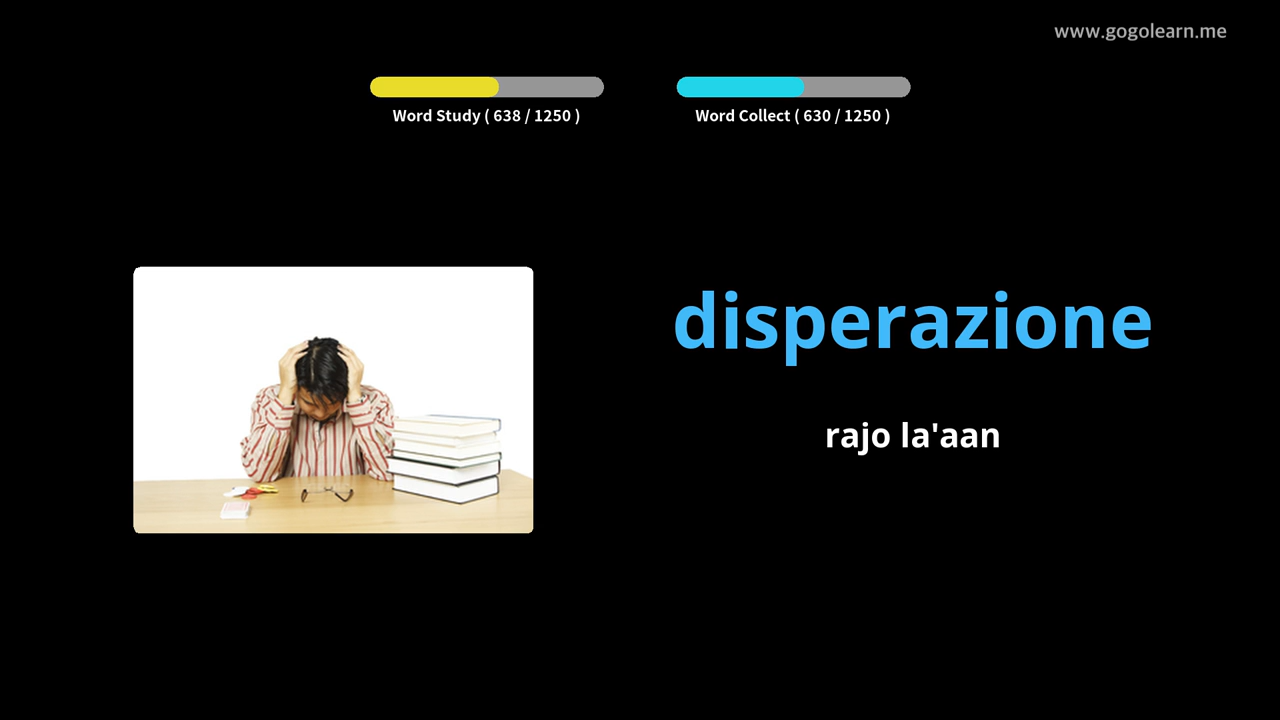 www.gogolearn.me
Word Study ( 638 / 1250 )
Word Collect ( 630 / 1250 )
disperazione
rajo la'aan